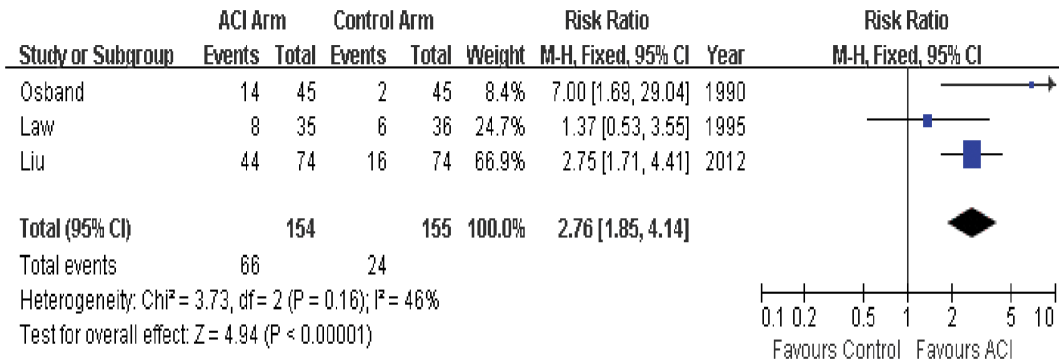 ACI Arm Control Arm Risk Ratio Risk Ratio
Study or Subgroup Events Total Events Total Weight M-H, Fixed, 95% CI Year M-H, Fixed, 95% CI
Osband 14 45 2 45 8.4% 7.00 [1.69, 29.04] 1990
Law 8 35 6 36 24.7% 1.37 [0.53, 3.55] 1995
Liu 44 74 16 74 66.9% 2.75 [1.71, 4.41] 2012
Total (95% CI) 154 155 100.0% 2.76 [1.85, 4.14]
Total events 66 24
Heterogeneity: Chi² = 3.73, df = 2 (P = 0.16); I² = 46%
Test for overall effect: Z = 4.94 (P < 0.00001)
0.1 0.2 0.5 1 2 5 10
Favours Control Favours ACI